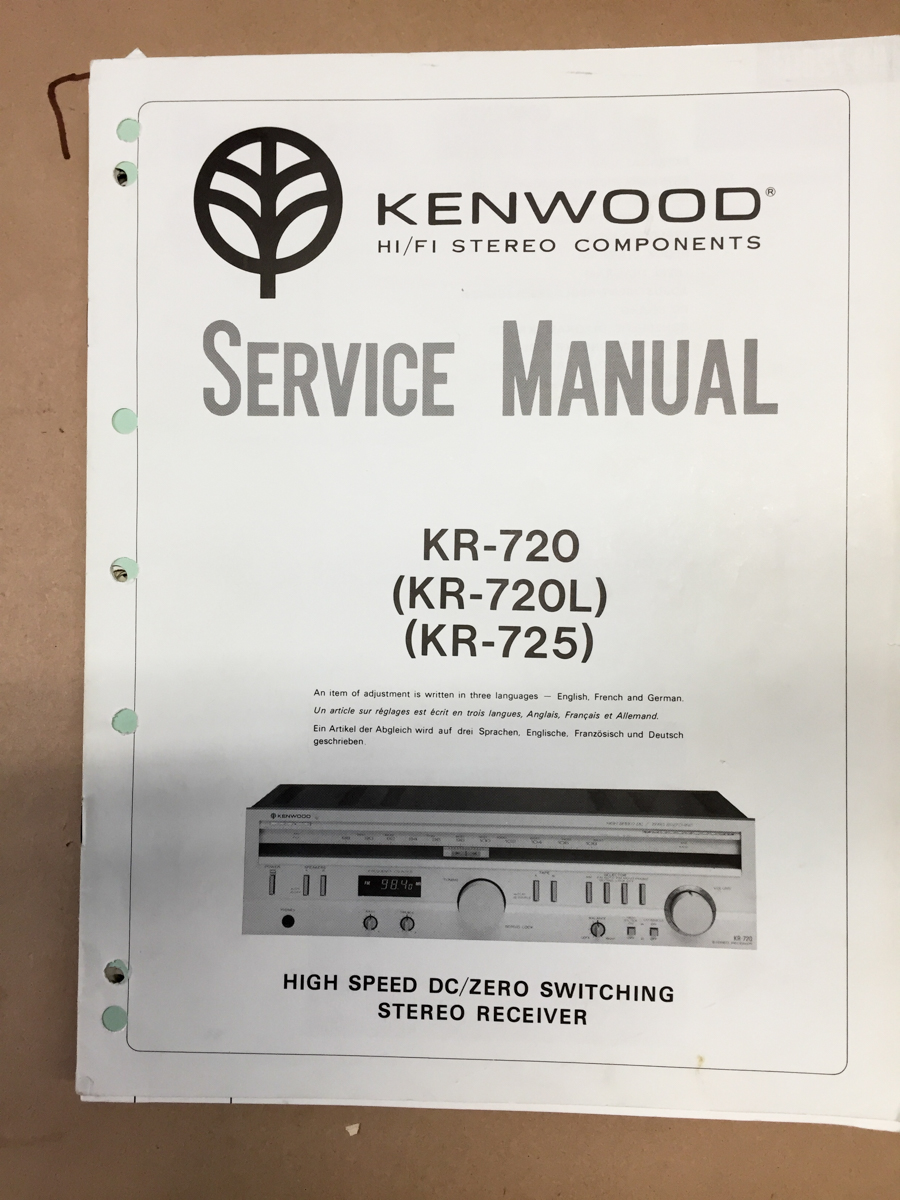 KENWOOD®
HI/FI STEREO COMPONENTS
SERVICE MANUAL
KR-720
(KR-720L)
(KR-725)
An item of adjustment is written in three languages — English, French and German.
Un article sur réglages est écrit en trois langues, Anglais, Français et Allemand.
Ein Artikel der Abgleich wird auf drei Sprachen, Englische, Französisch und Deutsch
geschrieben.
KENWOOD
98.40
KR-720
HIGH SPEED DC/ZERO SWITCHING
STEREO RECEIVER